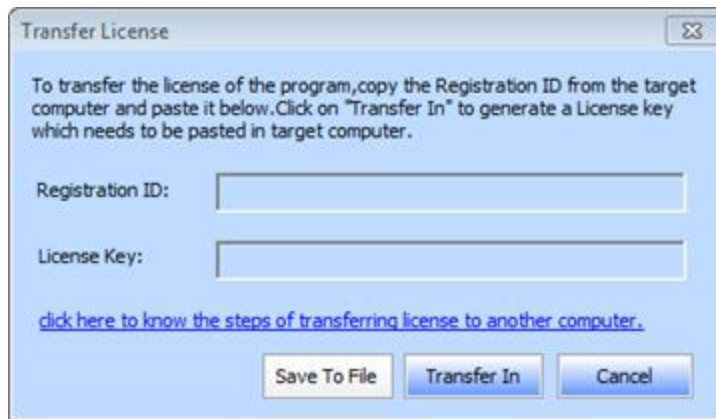 Transfer License
To transfer the license of the program,copy the Registration ID from the target
computer and paste it below.Click on "Transfer In" to generate a License key
which needs to be pasted in target computer.
Registration ID:
License Key:
click here to know the steps of transferring license to another computer.
Save To File Transfer In Cancel